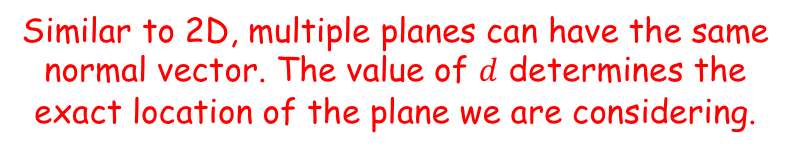 Similar to 2D, multiple planes can have the same
normal vector. The value of d determines the
exact location of the plane we are considering.